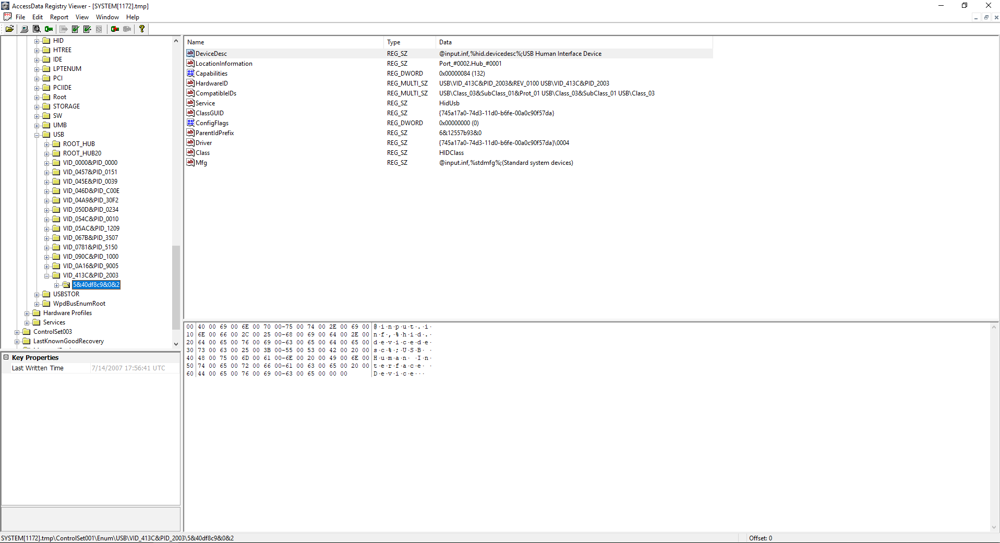 AccessData Registry Viewer - [SYSTEM[1172].tmp]
File Edit Report View Window Help
HID
HTREE
IDE
LPTENUM
PCI
PCIIDE
Root
STORAGE
SW
UMB
USB
ROOT_HUB
ROOT_HUB20
VID_0000&PID_0000
VID_0457&PID_0151
VID_045E&PID_0039
VID_046D&PID_C00E
VID_04A9&PID_30F2
VID_050D&PID_0234
VID_054C&PID_0010
VID_05AC&PID_1209
VID_067B&PID_3507
VID_0781&PID_5150
VID_090C&PID_1000
VID_0A16&PID_9005
VID_413C&PID_2003
5&40df8c9&0&2
USBSTOR
WpdBusEnumRoot
Hardware Profiles
Services
ControlSet003
LastKnownGoodRecovery
Key Properties
Last Written Time 7/14/2007 17:56:41 UTC
Name Type Data
DeviceDesc REG_SZ @input.inf,%hid.devicedesc%;USB Human Interface Device
LocationInformation REG_SZ Port_#0002.Hub_#0001
Capabilities REG_DWORD 0x00000084 (132)
HardwareID REG_MULTI_SZ USB\VID_413C&PID_2003&REV_0100 USB\VID_413C&PID_2003
CompatibleIDs REG_MULTI_SZ USB\Class_03&SubClass_01&Prot_01 USB\Class_03&SubClass_01 USB\Class_03
Service REG_SZ HidUsb
ClassGUID REG_SZ {745a17a0-74d3-11d0-b6fe-00a0c90f57da}
ConfigFlags REG_DWORD 0x00000000 (0)
ParentIdPrefix REG_SZ 6&12557b93&0
Driver REG_SZ {745a17a0-74d3-11d0-b6fe-00a0c90f57da}\0004
Class REG_SZ HIDClass
Mfg REG_SZ @input.inf,%stdmfg%;(Standard system devices)
00 40 00 69 00 6E 00 70 00-75 00 74 00 2E 00 69 00 @·i·n·p·u·t·.·i·
10 6E 00 66 00 2C 00 25 00-68 00 69 00 64 00 2E 00 n·f·,·%·h·i·d·.·
20 64 00 65 00 76 00 69 00-63 00 65 00 64 00 65 00 d·e·v·i·c·e·d·e·
30 73 00 63 00 25 00 3B 00-55 00 53 00 42 00 20 00 s·c·%·;·U·S·B· ·
40 48 00 75 00 6D 00 61 00-6E 00 20 00 49 00 6E 00 H·u·m·a·n· ·I·n·
50 74 00 65 00 72 00 66 00-61 00 63 00 65 00 20 00 t·e·r·f·a·c·e· ·
60 44 00 65 00 76 00 69 00-63 00 65 00 00 00 D·e·v·i·c·e···
SYSTEM[1172].tmp\ControlSet001\Enum\USB\VID_413C&PID_2003\5&40df8c9&0&2 Offset: 0